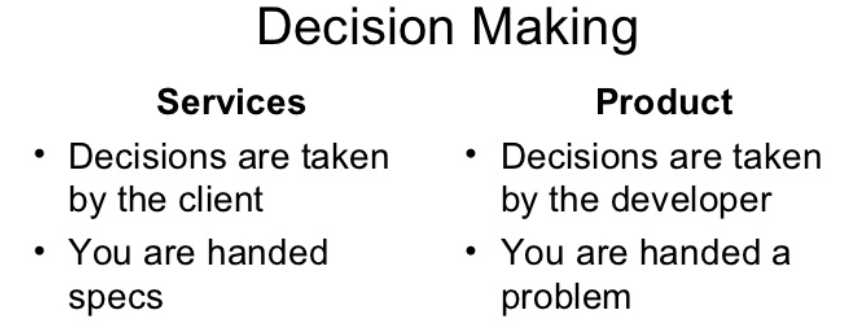 Decision Making
Services
• Decisions are taken
by the client
• You are handed
specs
Product
• Decisions are taken
by the developer
• You are handed a
problem